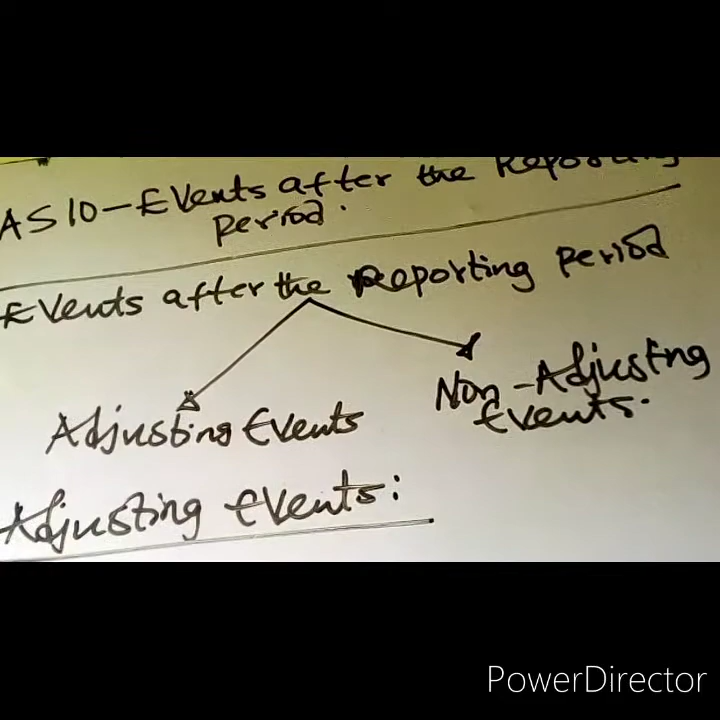 AS 10 - Events after the Reporting
period.
Events after the Reporting period
Adjusting Events
Non-Adjusting
Events.
Adjusting Events:
PowerDirector